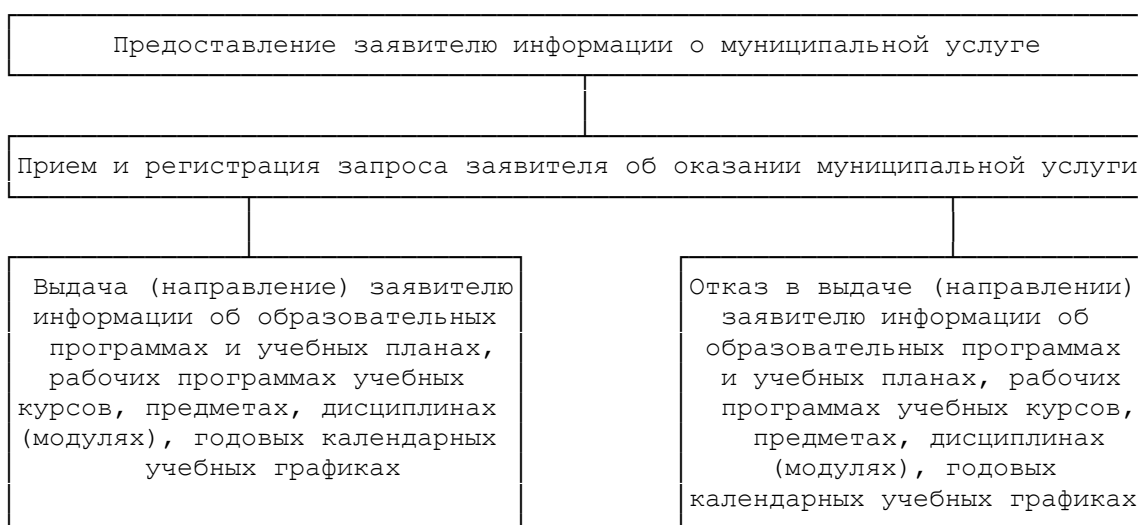 Предоставление заявителю информации о муниципальной услуге
Прием и регистрация запроса заявителя об оказании муниципальной услуги
Выдача (направление) заявителю
информации об образовательных
программах и учебных планах,
рабочих программах учебных
курсов, предметах, дисциплинах
(модулях), годовых календарных
учебных графиках
Отказ в выдаче (направлении)
заявителю информации об
образовательных программах
и учебных планах, рабочих
программах учебных курсов,
предметах, дисциплинах
(модулях), годовых
календарных учебных графиках